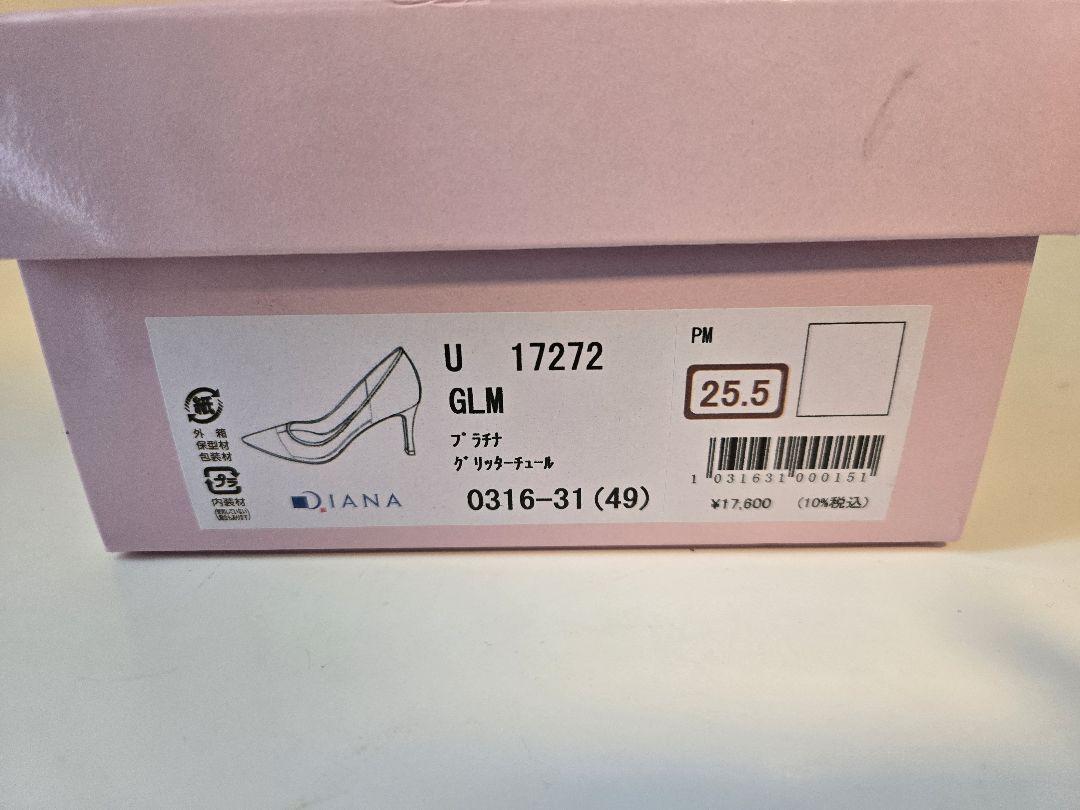 紙
外 箱
保型材
包装材
プラ
内装材
DIANA
U 17272
GLM
ﾌﾟﾗﾁﾅ
ｸﾞﾘｯﾀｰﾁｭｰﾙ
0316-31(49)
PM
25.5
1 031631 000151
¥17,600 (10%税込)